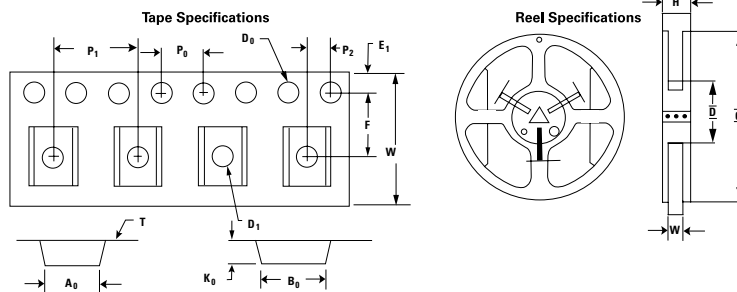 Tape Specifications
Reel Specifications
P1 P0 D0 P2 E1
F
W
D1
T
A0
K0
B0
H
D
W